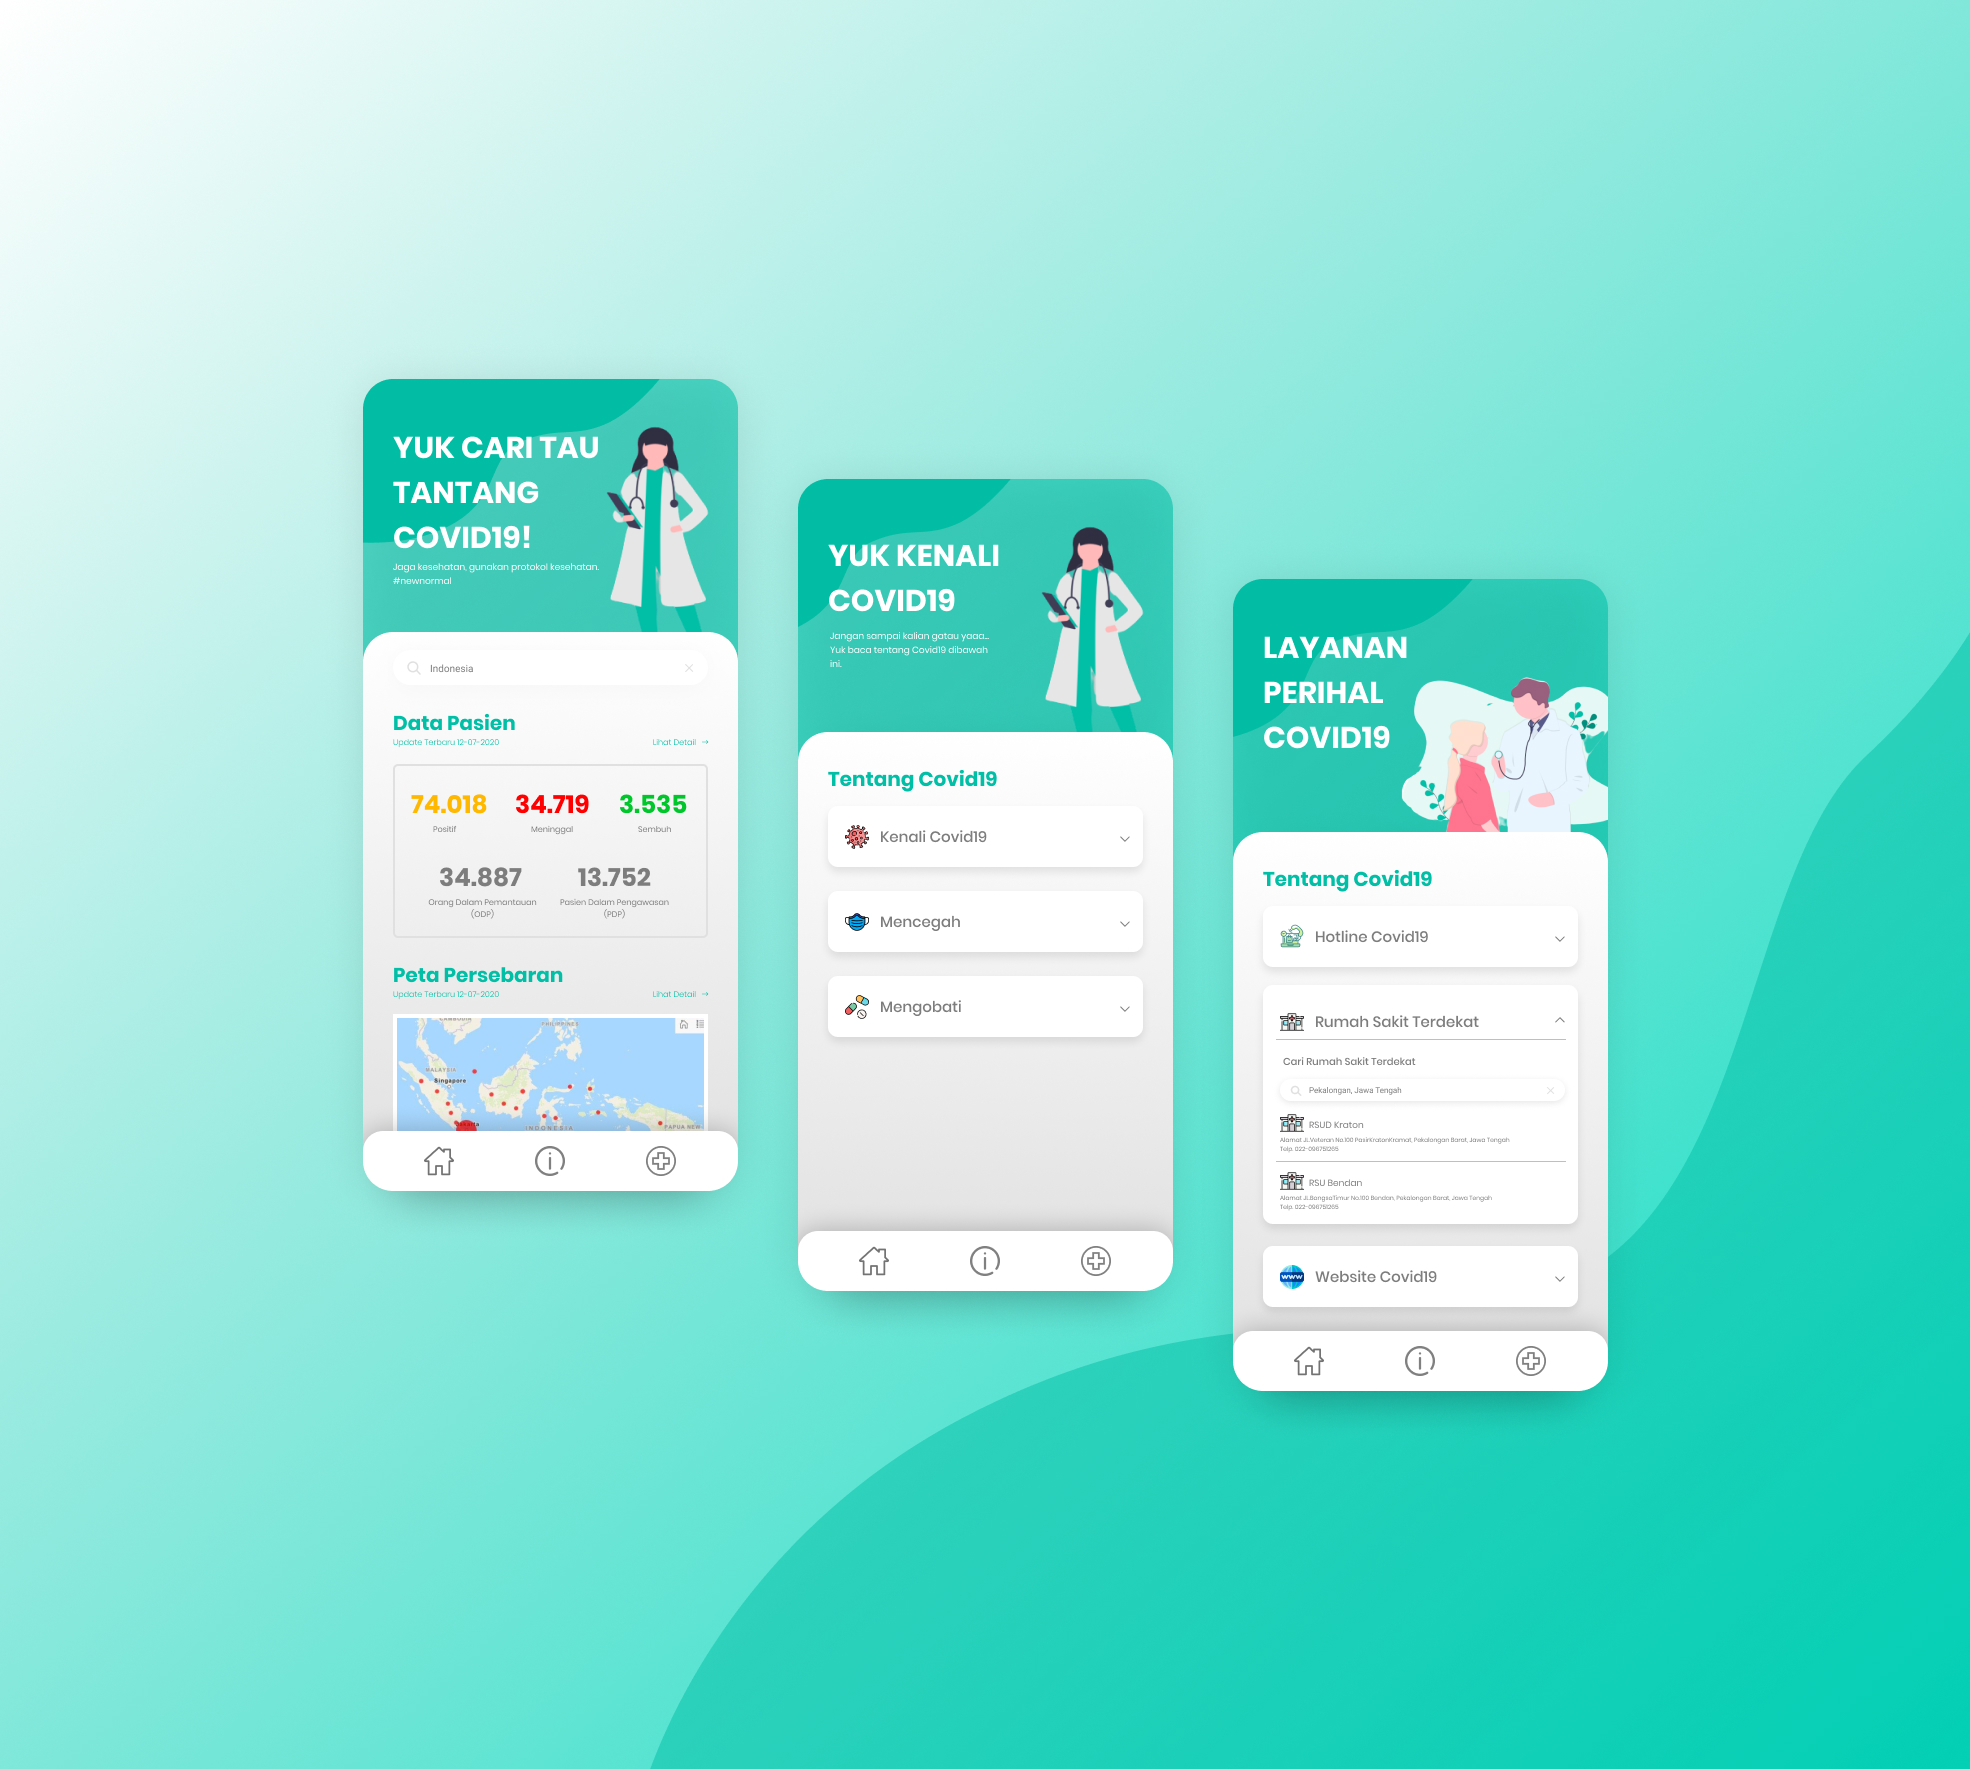 YUK CARI TAU
TANTANG
COVID19!
Jaga kesehatan, gunakan protokol kesehatan.
#newnormal
Indonesia
Data Pasien
Update Terbaru 12-07-2020
Lihat Detail →
74.018
34.719
3.535
Positif
Meninggal
Sembuh
34.887
13.752
Orang Dalam Pemantauan
(ODP)
Pasien Dalam Pengawasan
(PDP)
Peta Persebaran
Update Terbaru 12-07-2020
Lihat Detail →
CAMBODIA
PHILIPPINES
MALAYSIA
Singapore
Jakarta
INDONESIA
PAPUA NEW
YUK KENALI
COVID19
Jangan sampai kalian gatau yaaa...
Yuk baca tentang Covid19 dibawah
ini.
Tentang Covid19
Kenali Covid19
Mencegah
Mengobati
LAYANAN
PERIHAL
COVID19
Tentang Covid19
Hotline Covid19
Rumah Sakit Terdekat
Cari Rumah Sakit Terdekat
Pekalongan, Jawa Tengah
RSUD Kraton
Alamat JL.Veteran No.100 PasirKratonKramat, Pekalongan Barat, Jawa Tengah
Telp. 022-096751265
RSU Bendan
Alamat JL.BangsaTimur No.100 Bendan, Pekalongan Barat, Jawa Tengah
Telp. 022-096751265
www
Website Covid19